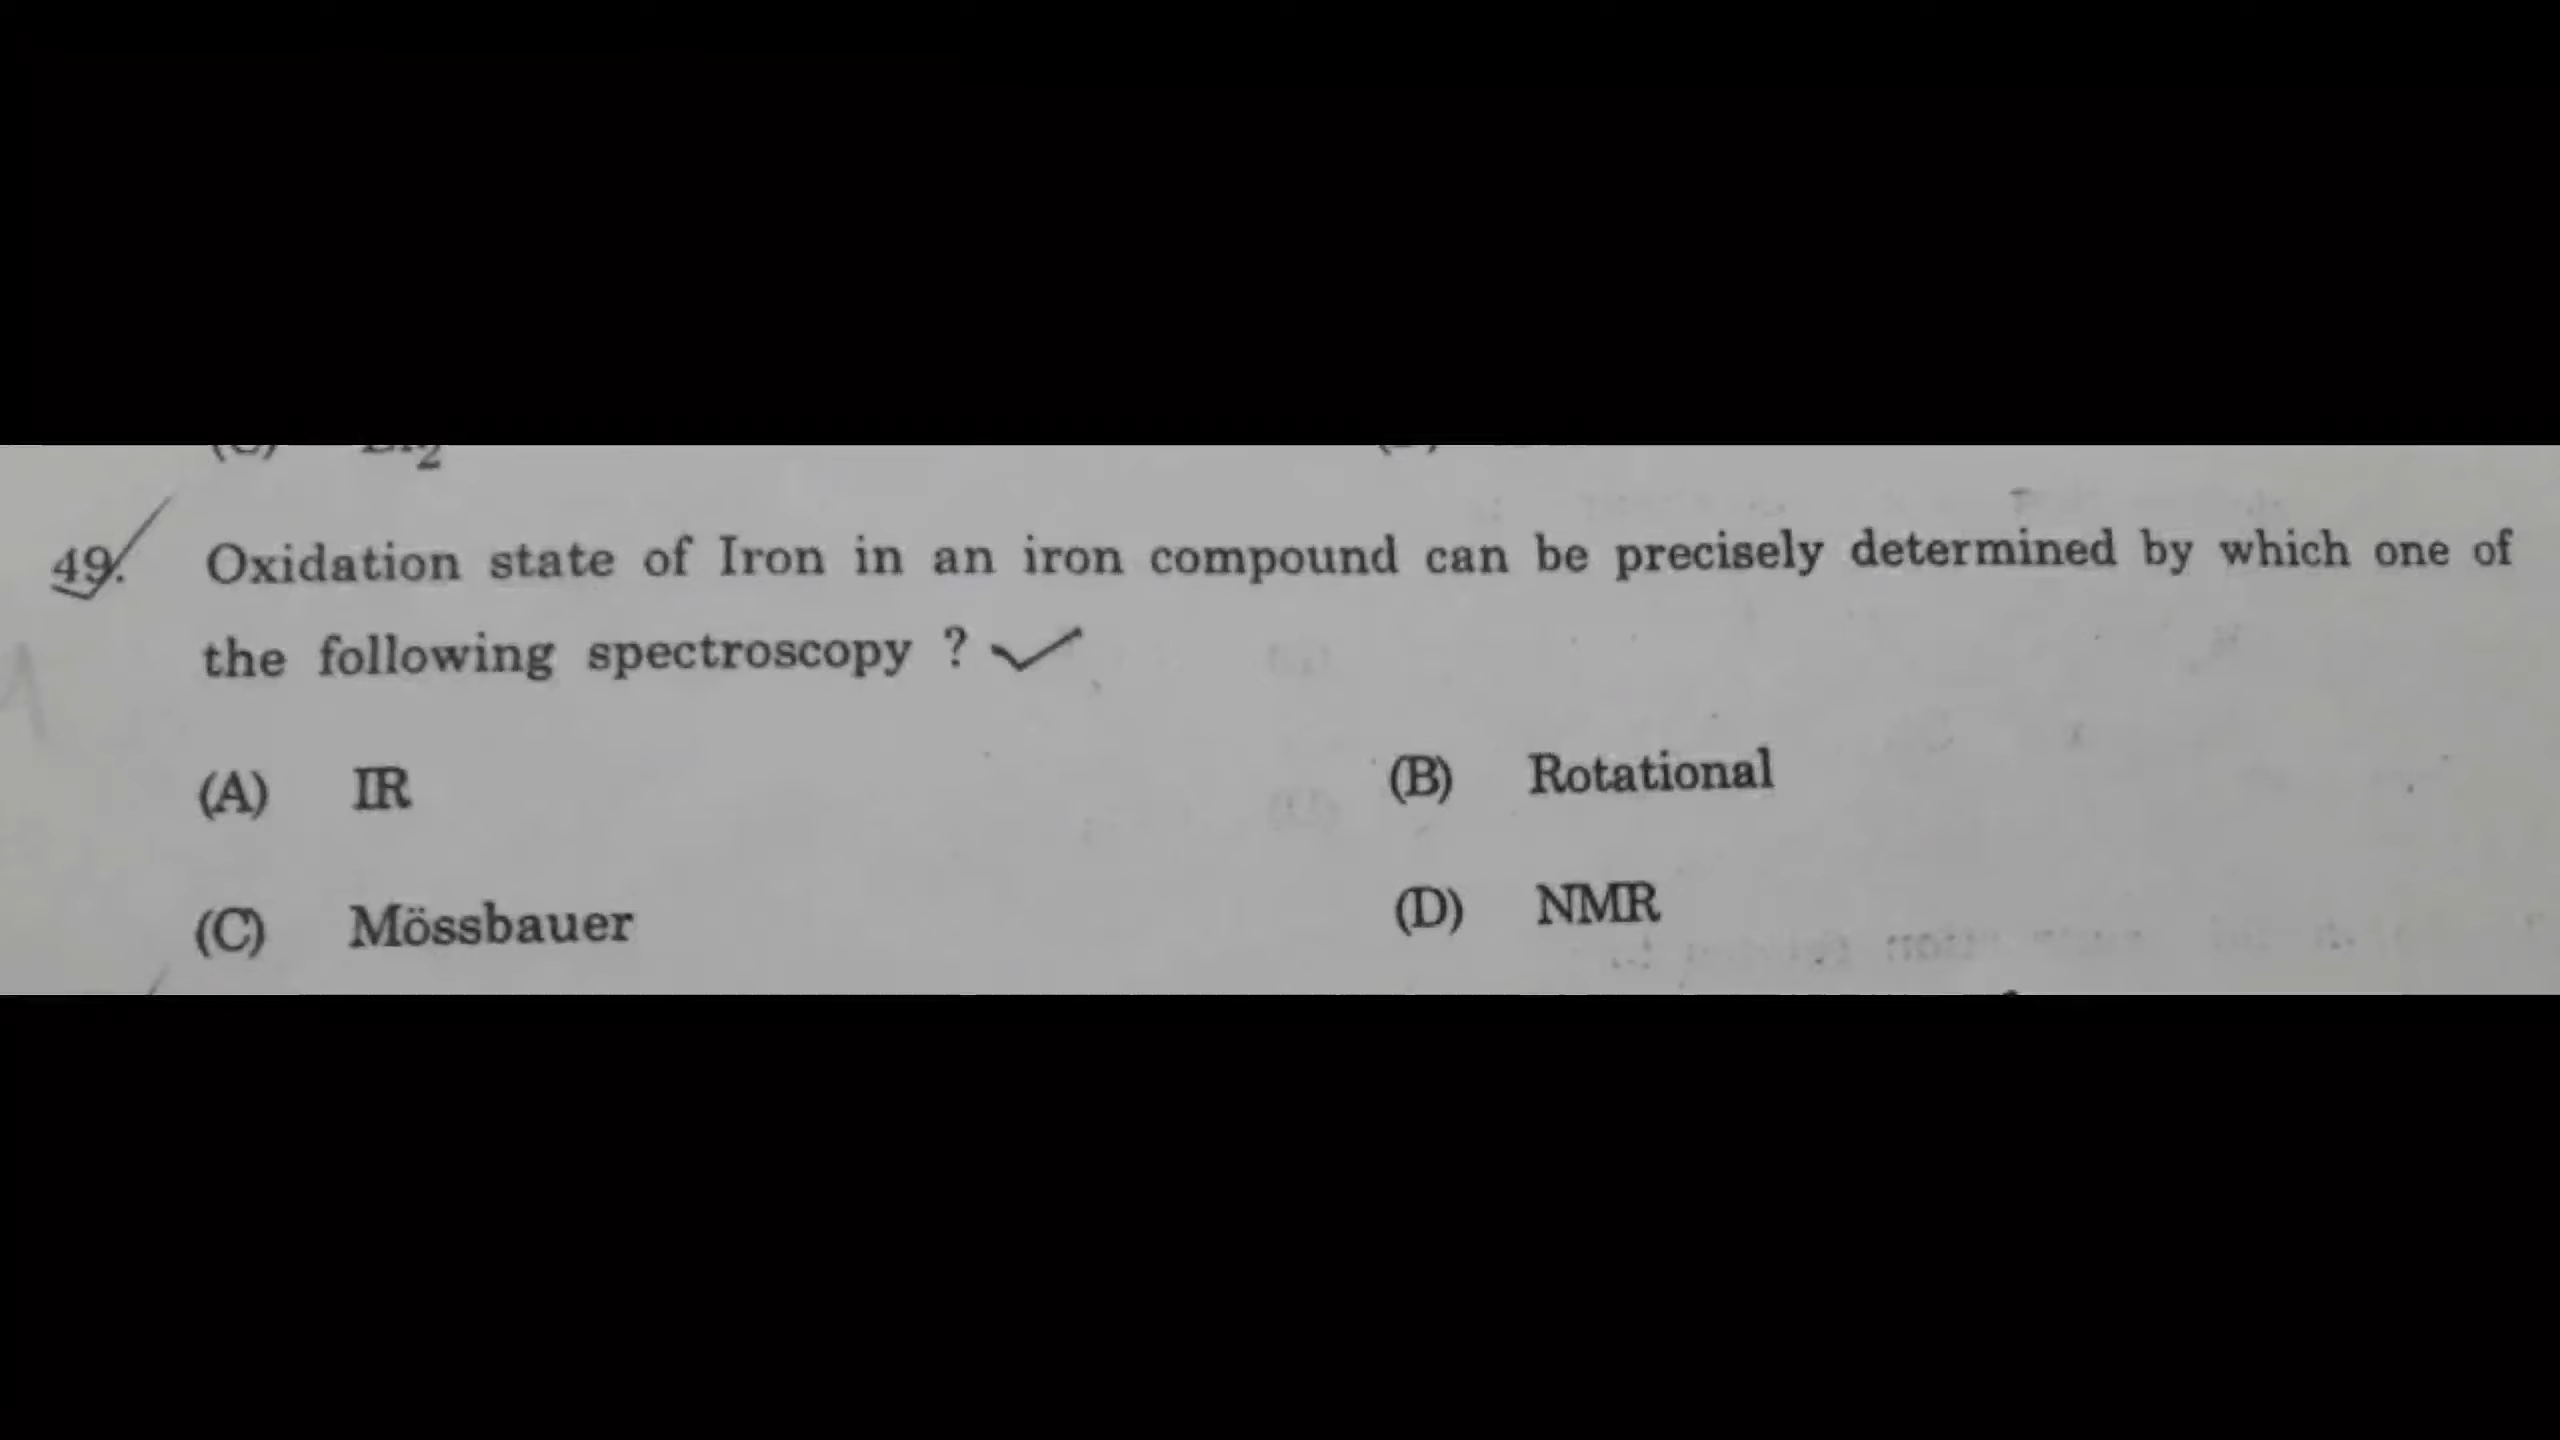 49. Oxidation state of Iron in an iron compound can be precisely determined by which one of
the following spectroscopy ?
(A) IR (B) Rotational
(C) Mössbauer (D) NMR